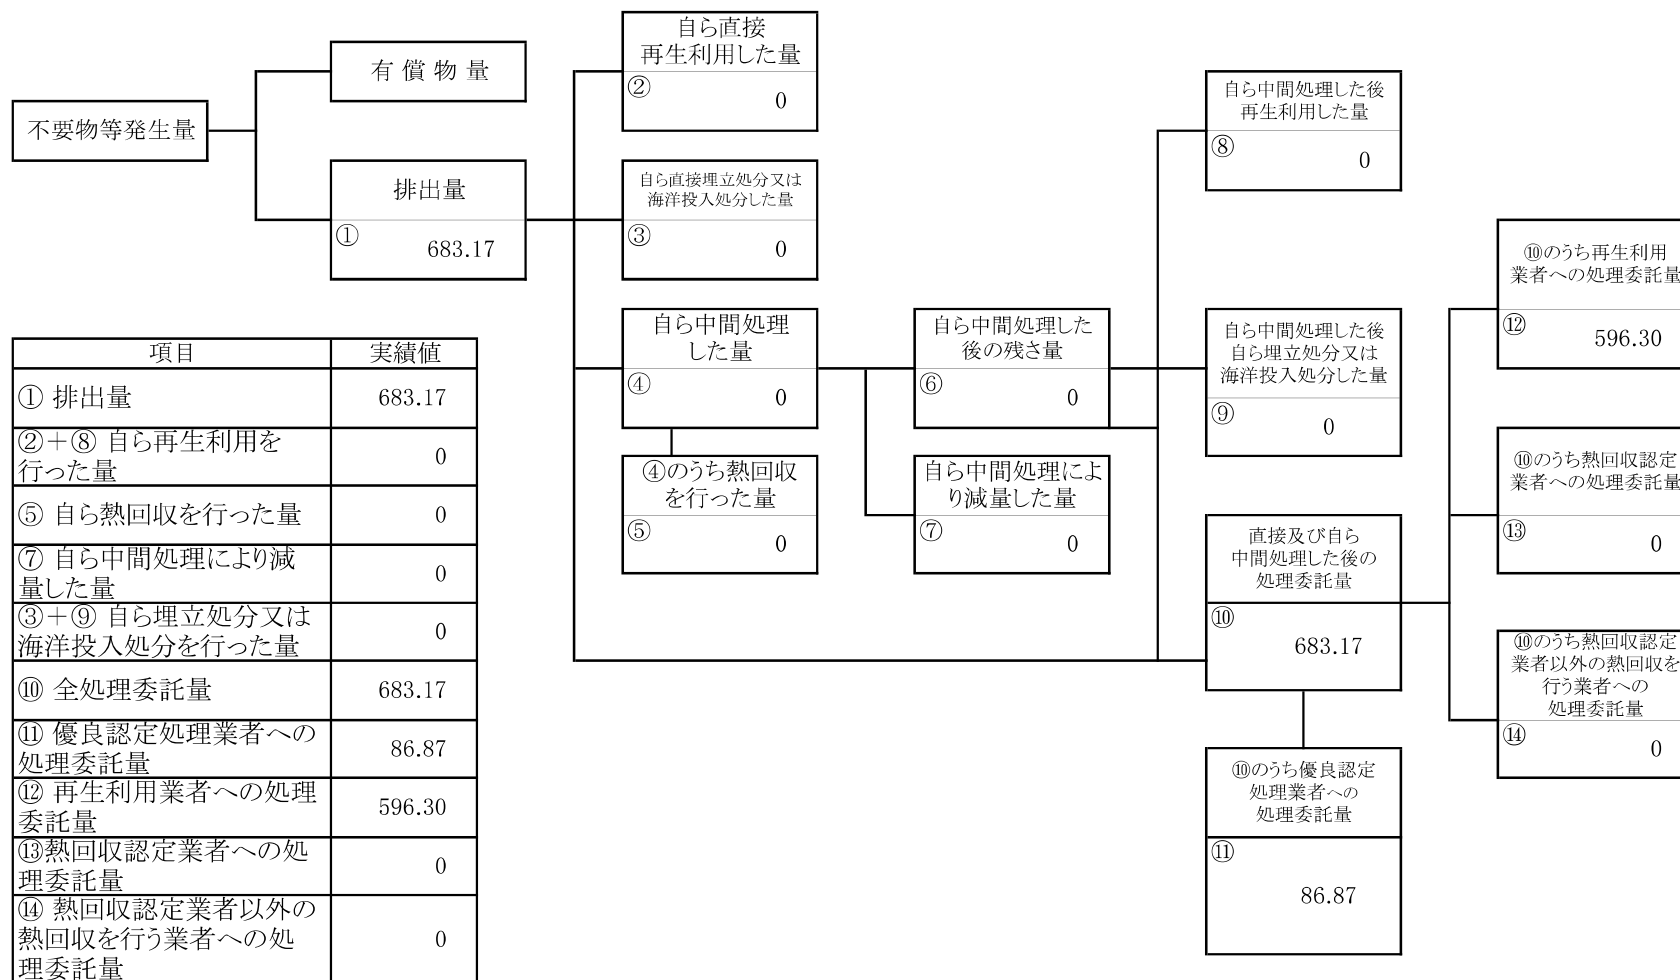 自ら直接
再生利用した量
②
0
有 償 物 量
不要物等発生量
自ら中間処理した後
再生利用した量
⑧
0
排出量
①
683.17
自ら直接埋立処分又は
海洋投入処分した量
③
0
⑩のうち再生利用
業者への処理委託量
⑫
596.30
自ら中間処理
した量
④
0
自ら中間処理した
後の残さ量
⑥
0
自ら中間処理した後
自ら埋立処分又は
海洋投入処分した量
⑨
0
④のうち熱回収
を行った量
⑤
0
自ら中間処理によ
り減量した量
⑦
0
⑩のうち熱回収認定
業者への処理委託量
⑬
0
直接及び自ら
中間処理した後の
処理委託量
⑩
683.17
⑩のうち熱回収認定
業者以外の熱回収を
行う業者への
処理委託量
⑭
0
⑩のうち優良認定
処理業者への
処理委託量
⑪
86.87
項目 実績値
① 排出量 683.17
②＋⑧ 自ら再生利用を
行った量 0
⑤ 自ら熱回収を行った量 0
⑦ 自ら中間処理により減
量した量 0
③＋⑨ 自ら埋立処分又は
海洋投入処分を行った量 0
⑩ 全処理委託量 683.17
⑪ 優良認定処理業者への
処理委託量 86.87
⑫ 再生利用業者への処理
委託量 596.30
⑬熱回収認定業者への処
理委託量 0
⑭ 熱回収認定業者以外の
熱回収を行う業者への処
理委託量 0